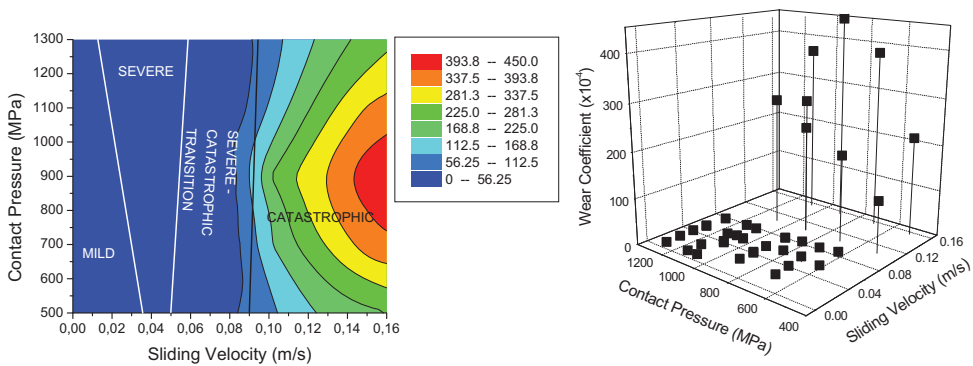 1300
1200
1100
1000
900
800
700
600
500
Contact Pressure (MPa)
SEVERE
MILD
SEVERE -
CATASTROPHIC
TRANSITION
CATASTROPHIC
0,00 0,02 0,04 0,06 0,08 0,10 0,12 0,14 0,16
Sliding Velocity (m/s)
393.8 -- 450.0
337.5 -- 393.8
281.3 -- 337.5
225.0 -- 281.3
168.8 -- 225.0
112.5 -- 168.8
56.25 -- 112.5
0 -- 56.25
400
300
200
100
0
Wear Coefficient (x10-4)
1200 1000 800 600 400
Contact Pressure (MPa)
0.00 0.04 0.08 0.12 0.16
Sliding Velocity (m/s)